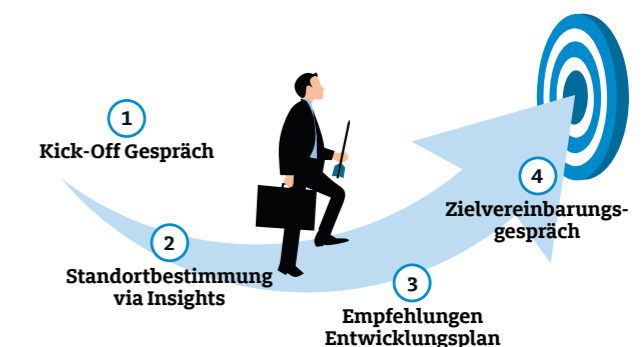 1
Kick-Off Gespräch
2
Standortbestimmung
via Insights
3
Empfehlungen
Entwicklungsplan
4
Zielvereinbarungs-
gespräch